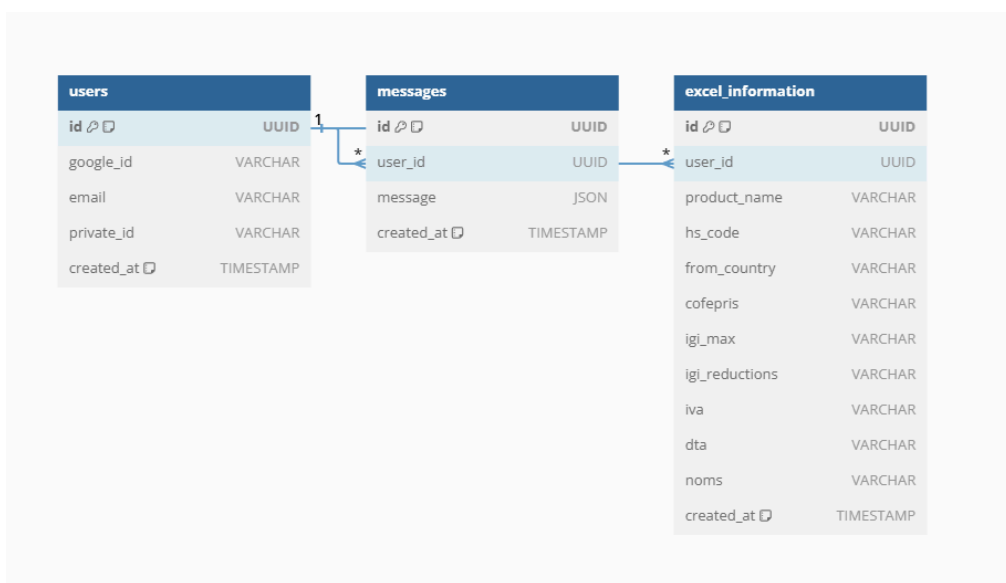 users
id UUID
google_id VARCHAR
email VARCHAR
private_id VARCHAR
created_at TIMESTAMP
1
*
messages
id UUID
user_id UUID
message JSON
created_at TIMESTAMP
*
excel_information
id UUID
user_id UUID
product_name VARCHAR
hs_code VARCHAR
from_country VARCHAR
cofepris VARCHAR
igi_max VARCHAR
igi_reductions VARCHAR
iva VARCHAR
dta VARCHAR
noms VARCHAR
created_at TIMESTAMP